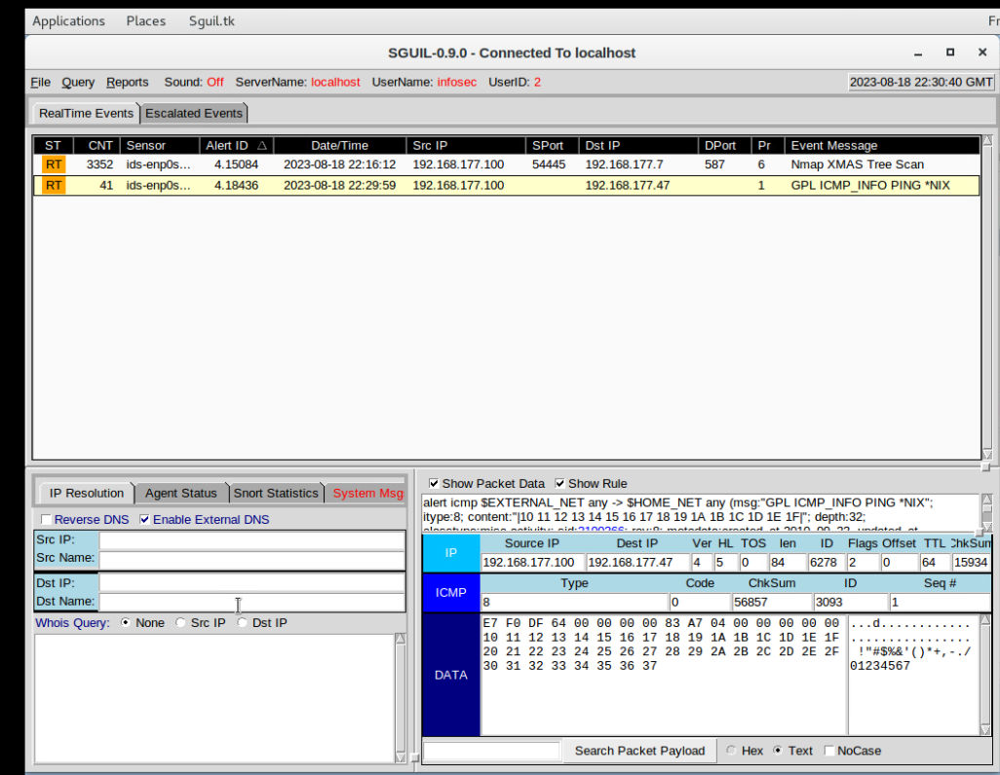 Applications Places Sguil.tk Fr
SGUIL-0.9.0 - Connected To localhost
File Query Reports Sound: Off ServerName: localhost UserName: infosec UserID: 2 2023-08-18 22:30:40 GMT
RealTime Events Escalated Events
ST CNT Sensor Alert ID Date/Time Src IP SPort Dst IP DPort Pr Event Message
RT 3352 ids-enp0s... 4.15084 2023-08-18 22:16:12 192.168.177.100 54445 192.168.177.7 587 6 Nmap XMAS Tree Scan
RT 41 ids-enp0s... 4.18436 2023-08-18 22:29:59 192.168.177.100 192.168.177.47 1 GPL ICMP_INFO PING *NIX
IP Resolution Agent Status Snort Statistics System Msg
Reverse DNS Enable External DNS
Src IP:
Src Name:
Dst IP:
Dst Name:
Whois Query: None Src IP Dst IP
Show Packet Data Show Rule
alert icmp $EXTERNAL_NET any -> $HOME_NET any (msg:"GPL ICMP_INFO PING *NIX";
itype:8; content:"|10 11 12 13 14 15 16 17 18 19 1A 1B 1C 1D 1E 1F|"; depth:32;
IP Source IP Dest IP Ver HL TOS len ID Flags Offset TTL ChkSum
192.168.177.100 192.168.177.47 4 5 0 84 6278 2 0 64 15934
ICMP Type Code ChkSum ID Seq #
8 0 56857 3093 1
DATA
E7 F0 DF 64 00 00 00 00 83 A7 04 00 00 00 00 00 ...d............
10 11 12 13 14 15 16 17 18 19 1A 1B 1C 1D 1E 1F ................
20 21 22 23 24 25 26 27 28 29 2A 2B 2C 2D 2E 2F !"#$%&'()*+,-./
30 31 32 33 34 35 36 37 01234567
Search Packet Payload Hex Text NoCase